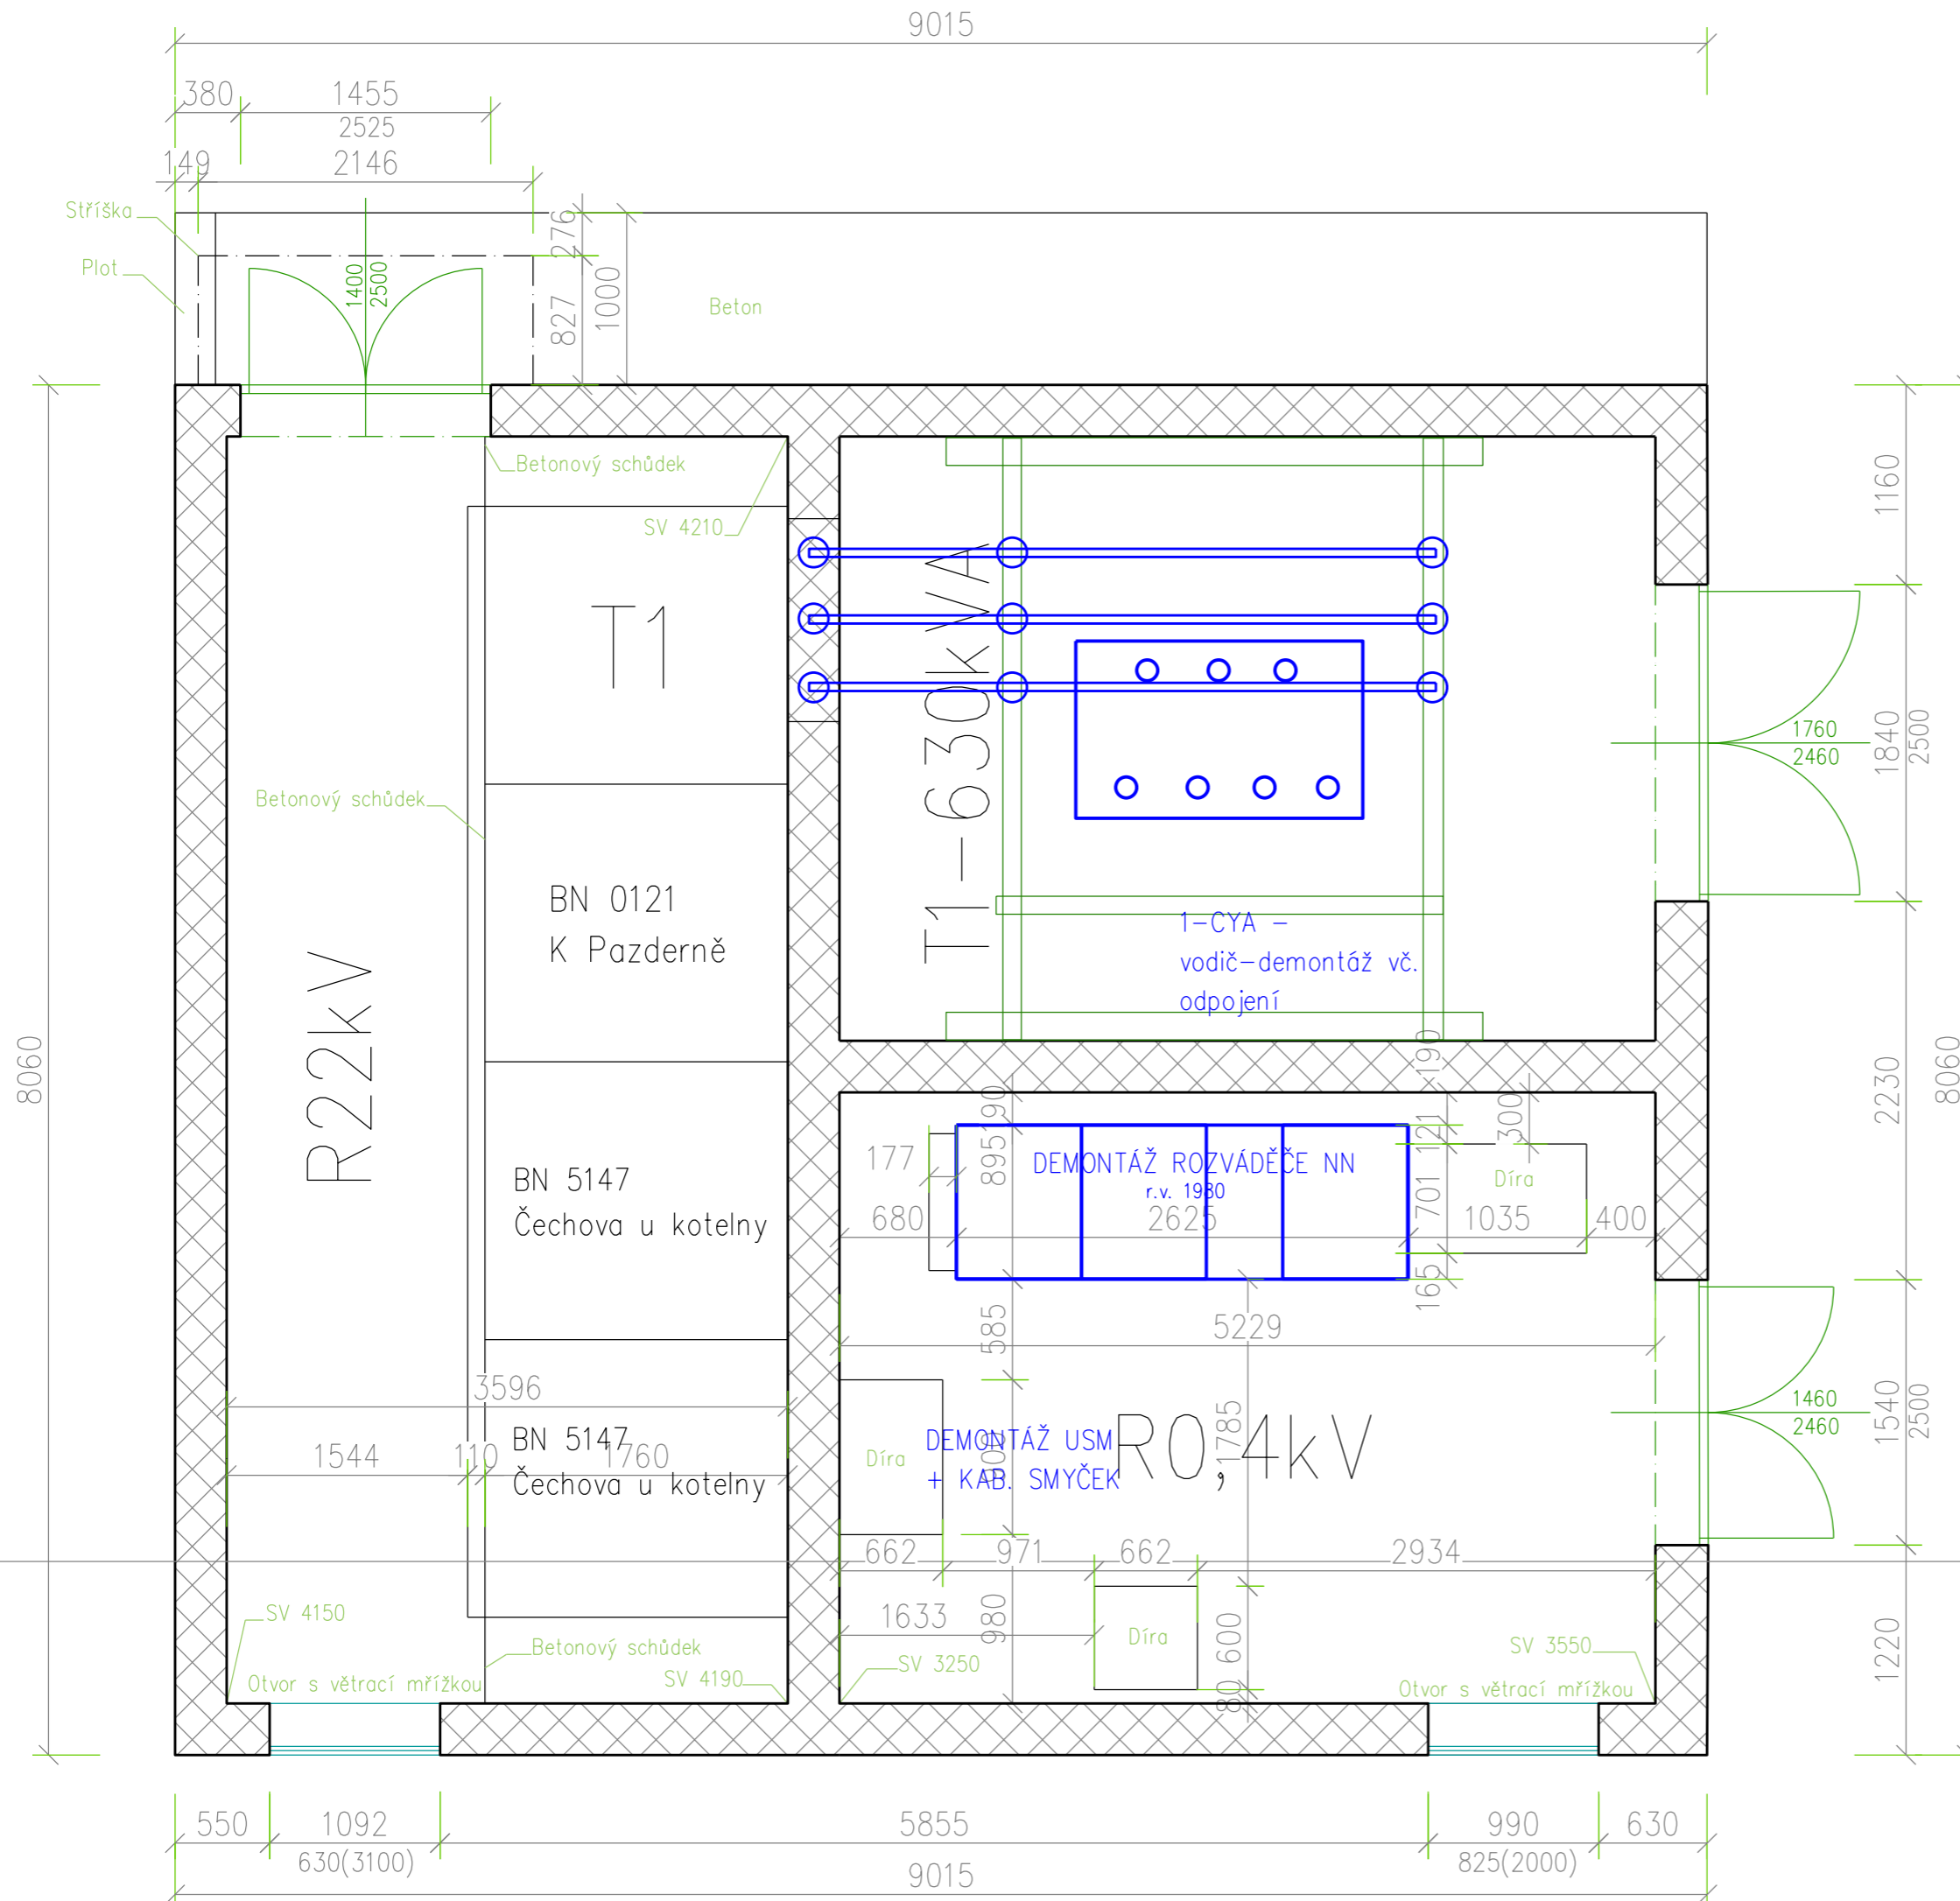 9015
380
1455
2525
149
2146
Stříška
Plot
276
827
1000
1400
2500
Beton
Betonový schůdek
SV 4210
T1
T1-630kVA
1160
1840
2500
1760
2460
Betonový schůdek
BN 0121
K Pazderně
R22kV
1-CYA -
vodič-demontáž vč.
odpojení
8060
8060
2230
190
190
895
177
121
300
701
165
DEMONTÁŽ ROZVÁDĚČE NN
r.v. 1980
Díra
680
2625
1035
400
BN 5147
Čechova u kotelny
585
5229
3596
1544
110
1760
BN 5147
Čechova u kotelny
Díra
DEMONTÁŽ USM
+ KAB. SMYČEK
1785
R0,4kV
1460
2460
1540
2500
662
971
662
2934
1633
980
Díra
600
80
1220
SV 4150
Betonový schůdek
SV 4190
SV 3250
SV 3550
Otvor s větrací mřížkou
Otvor s větrací mřížkou
550
1092
630(3100)
5855
990
825(2000)
630
9015